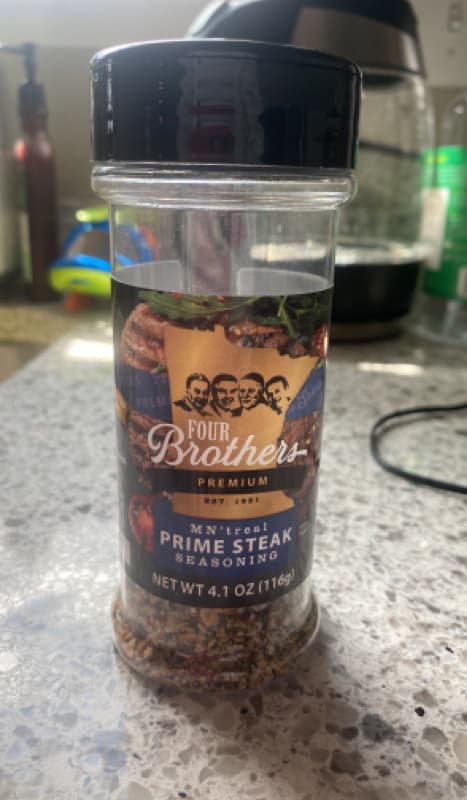 FOUR
Brothers
PREMIUM
EST. 1991
MN'treal
PRIME STEAK
SEASONING
NET WT 4.1 OZ (116g)